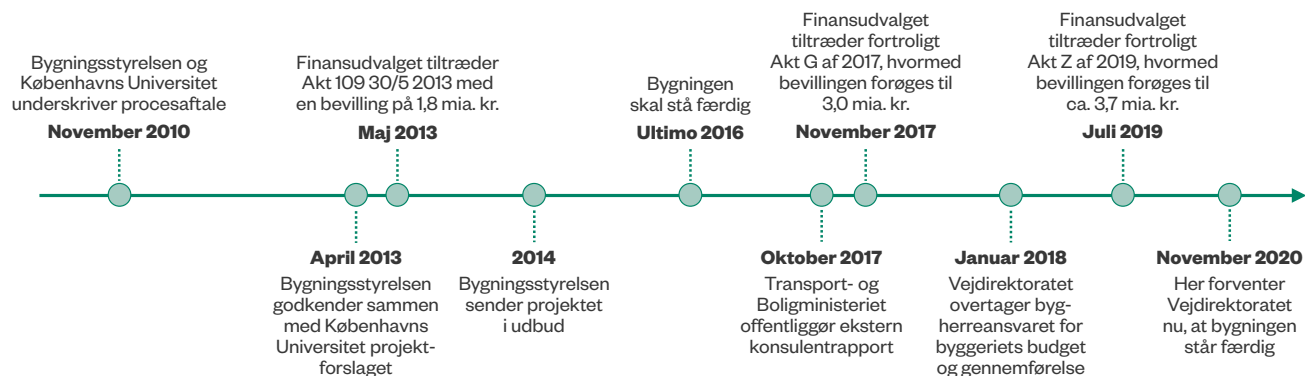 Bygningsstyrelsen og
Københavns Universitet
underskriver procesaftale
November 2010
Finansudvalget tiltræder
Akt 109 30/5 2013 med
en bevilling på 1,8 mia. kr.
Maj 2013
Bygningen
skal stå færdig
Ultimo 2016
Finansudvalget
tiltræder fortroligt
Akt G af 2017, hvormed
bevillingen forøges til
3,0 mia. kr.
November 2017
Finansudvalget
tiltræder fortroligt
Akt Z af 2019, hvormed
bevillingen forøges til
ca. 3,7 mia. kr.
Juli 2019
April 2013
Bygningsstyrelsen
godkender sammen
med Københavns
Universitet projekt-
forslaget
2014
Bygningsstyrelsen
sender projektet
i udbud
Oktober 2017
Transport- og
Boligministeriet
offentliggør ekstern
konsulentrapport
Januar 2018
Vejdirektoratet
overtager byg-
herreansvaret for
byggeriets budget
og gennemførelse
November 2020
Her forventer
Vejdirektoratet
nu, at bygningen
står færdig